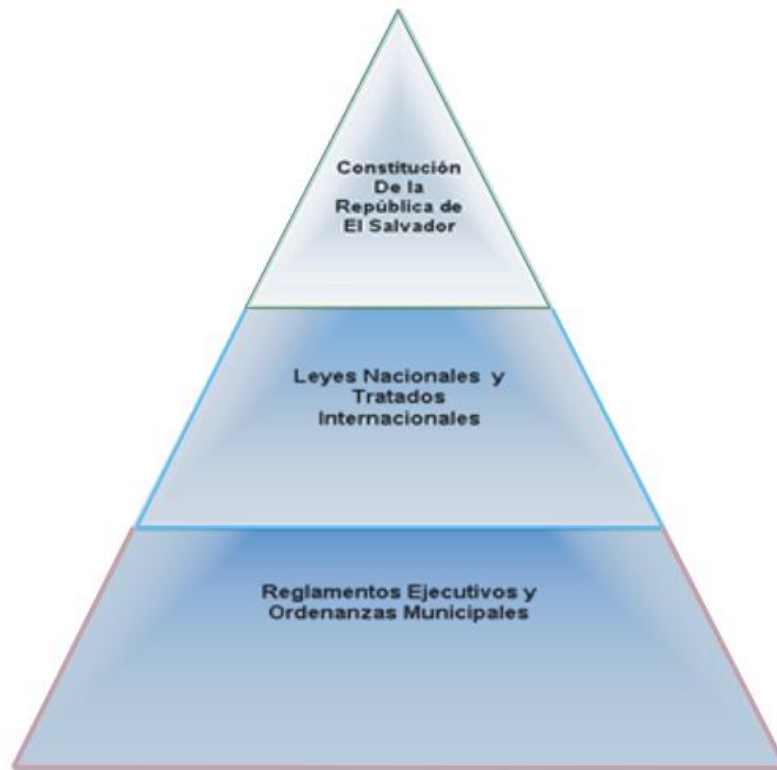 Constitución
De la
República de
El Salvador
Leyes Nacionales y
Tratados
Internacionales
Reglamentos Ejecutivos y
Ordenanzas Municipales